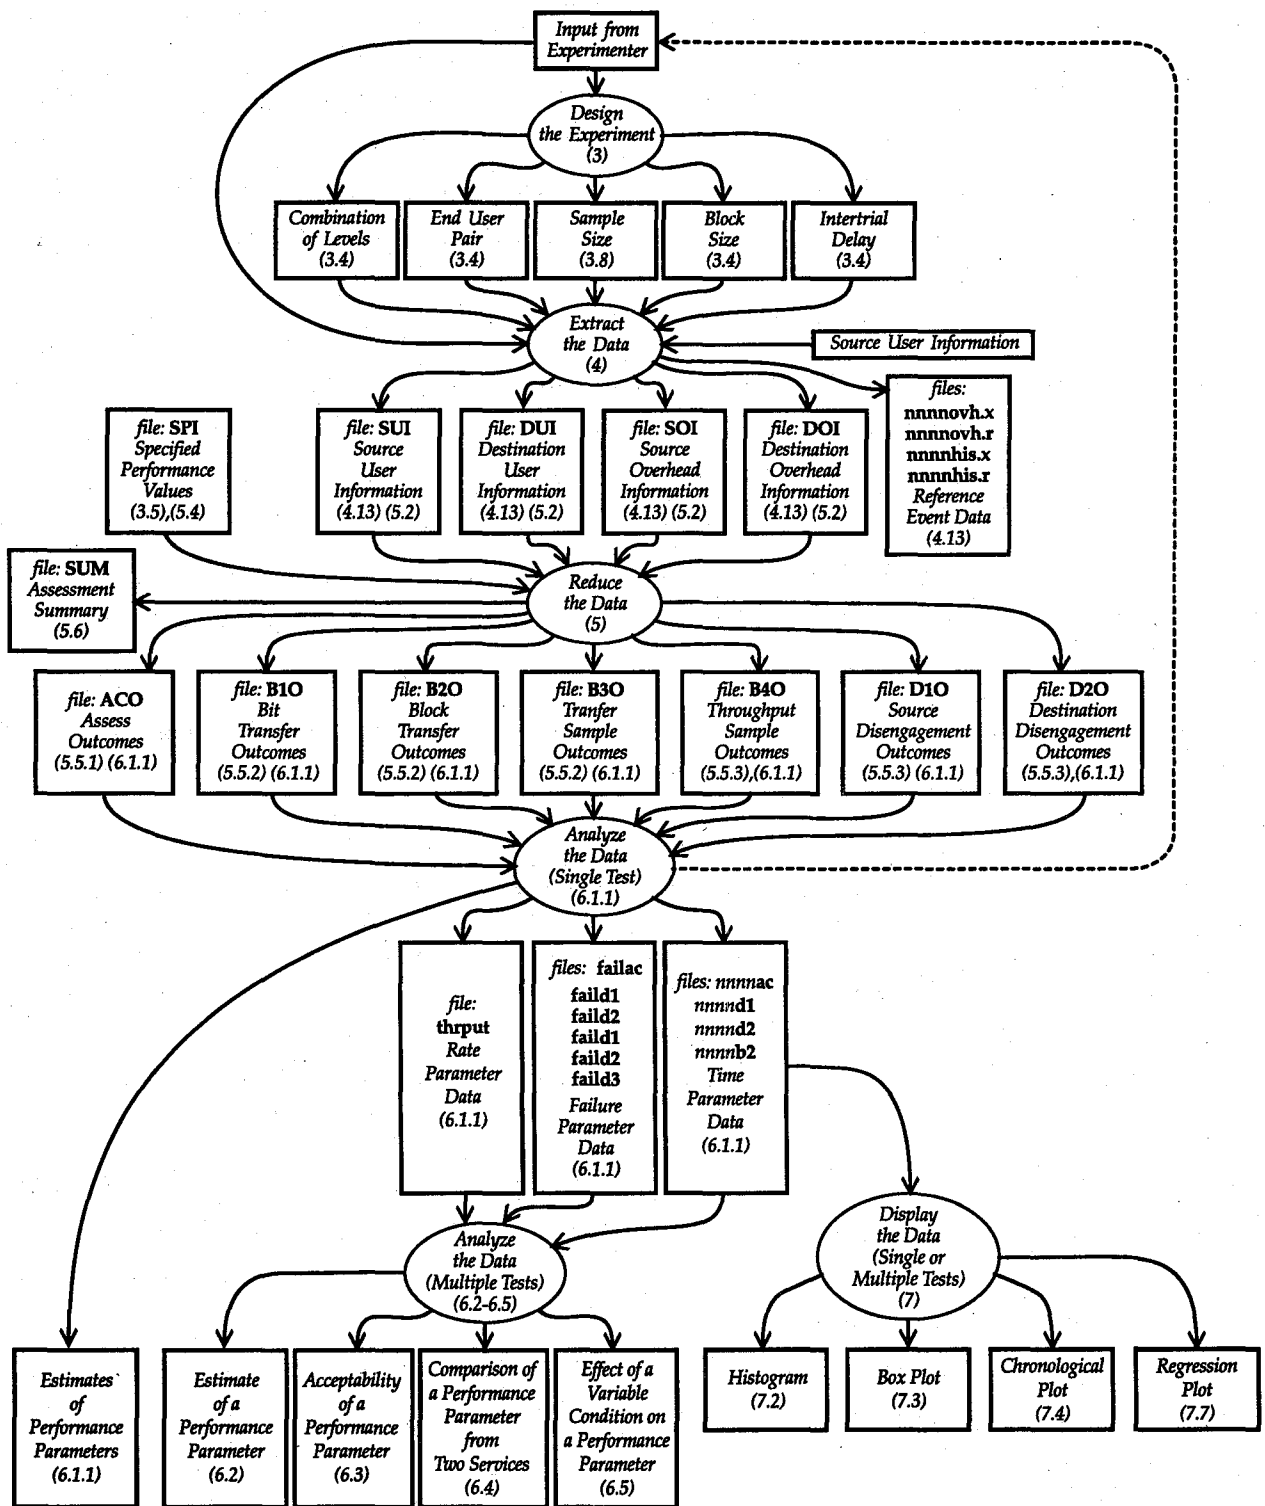 Input from
Experimenter
Design
the Experiment
(3)
Combination
of Levels
(3.4)
End User
Pair
(3.4)
Sample
Size
(3.8)
Block
Size
(3.4)
Intertrial
Delay
(3.4)
Extract
the Data
(4)
Source User Information
files:
nnnnovh.x
nnnnovh.r
nnnnhis.x
nnnnhis.r
Reference
Event Data
(4.13)
file: SPI
Specified
Performance
Values
(3.5),(5.4)
file: SUI
Source
User
Information
(4.13) (5.2)
file: DUI
Destination
User
Information
(4.13) (5.2)
file: SOI
Source
Overhead
Information
(4.13) (5.2)
file: DOI
Destination
Overhead
Information
(4.13) (5.2)
file: SUM
Assessment
Summary
(5.6)
Reduce
the Data
(5)
file: ACO
Assess
Outcomes
(5.5.1) (6.1.1)
file: B1O
Bit
Transfer
Outcomes
(5.5.2) (6.1.1)
file: B2O
Block
Transfer
Outcomes
(5.5.2) (6.1.1)
file: B3O
Tranfer
Sample
Outcomes
(5.5.2) (6.1.1)
file: B4O
Throughput
Sample
Outcomes
(5.5.3),(6.1.1)
file: D1O
Source
Disengagement
Outcomes
(5.5.3) (6.1.1)
file: D2O
Destination
Disengagement
Outcomes
(5.5.3),(6.1.1)
Analyze
the Data
(Single Test)
(6.1.1)
file:
thrput
Rate
Parameter
Data
(6.1.1)
files: failac
faild1
faild2
faild1
faild2
faild3
Failure
Parameter
Data
(6.1.1)
files: nnnnac
nnnnd1
nnnnd2
nnnnb2
Time
Parameter
Data
(6.1.1)
Analyze
the Data
(Multiple Tests)
(6.2-6.5)
Display
the Data
(Single or
Multiple Tests)
(7)
Estimates
of
Performance
Parameters
(6.1.1)
Estimate
of a
Performance
Parameter
(6.2)
Acceptability
of a
Performance
Parameter
(6.3)
Comparison of
a Performance
Parameter
from
Two Services
(6.4)
Effect of a
Variable
Condition on
a Performance
Parameter
(6.5)
Histogram
(7.2)
Box Plot
(7.3)
Chronological
Plot
(7.4)
Regression
Plot
(7.7)